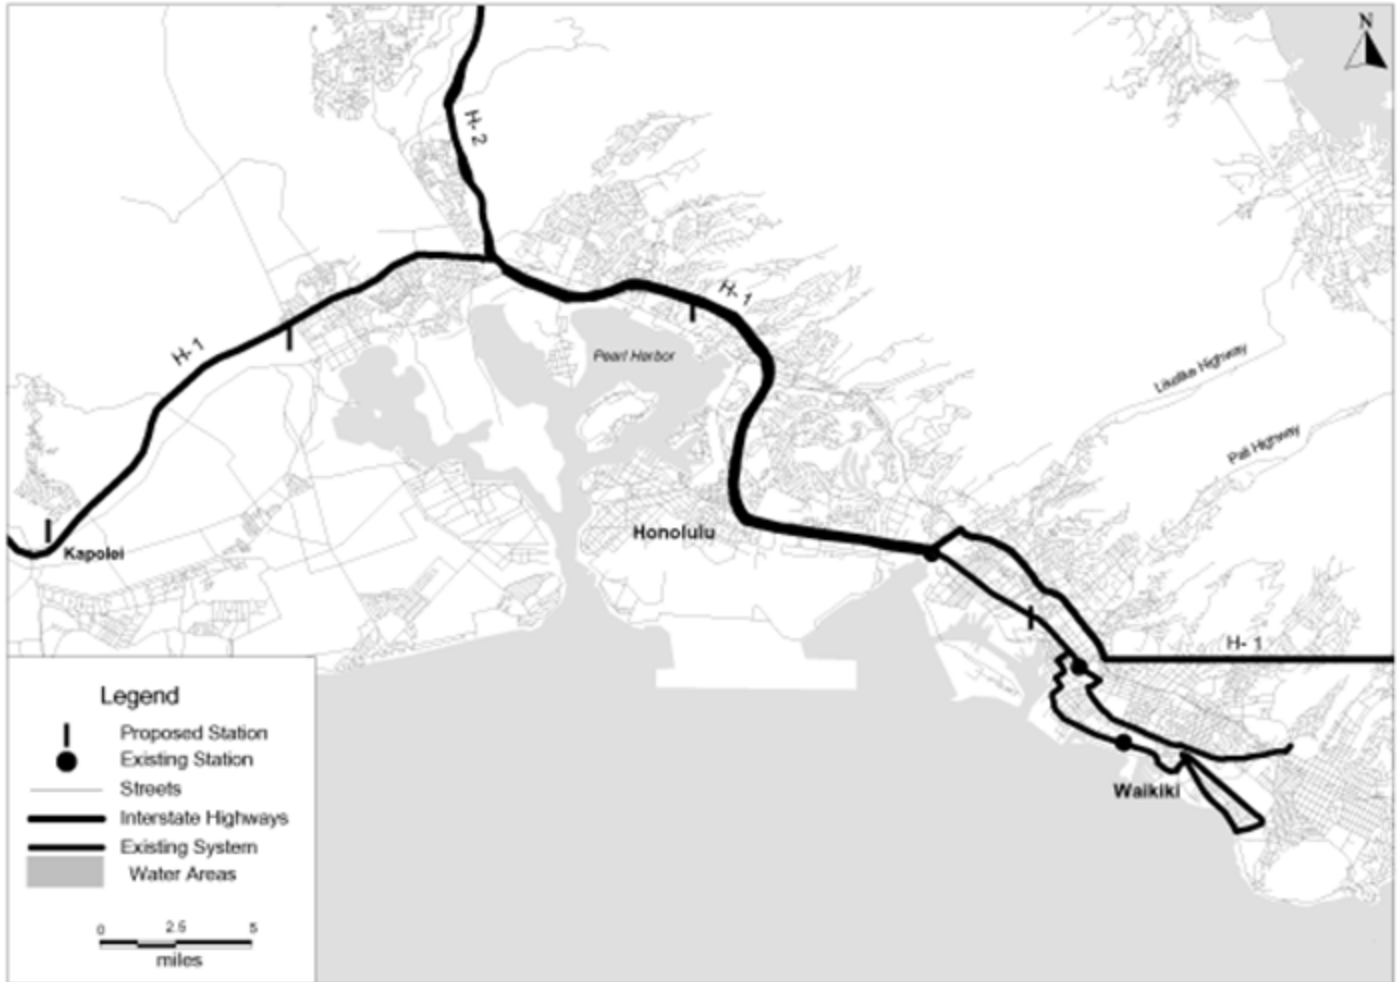 N
H-2
H-1
Pearl Harbor
H-1
Likelike Highway
Pali Highway
Honolulu
Kapolei
H-1
Waikiki
Legend
Proposed Station
Existing Station
Streets
Interstate Highways
Existing System
Water Areas
0 2.5 5
miles